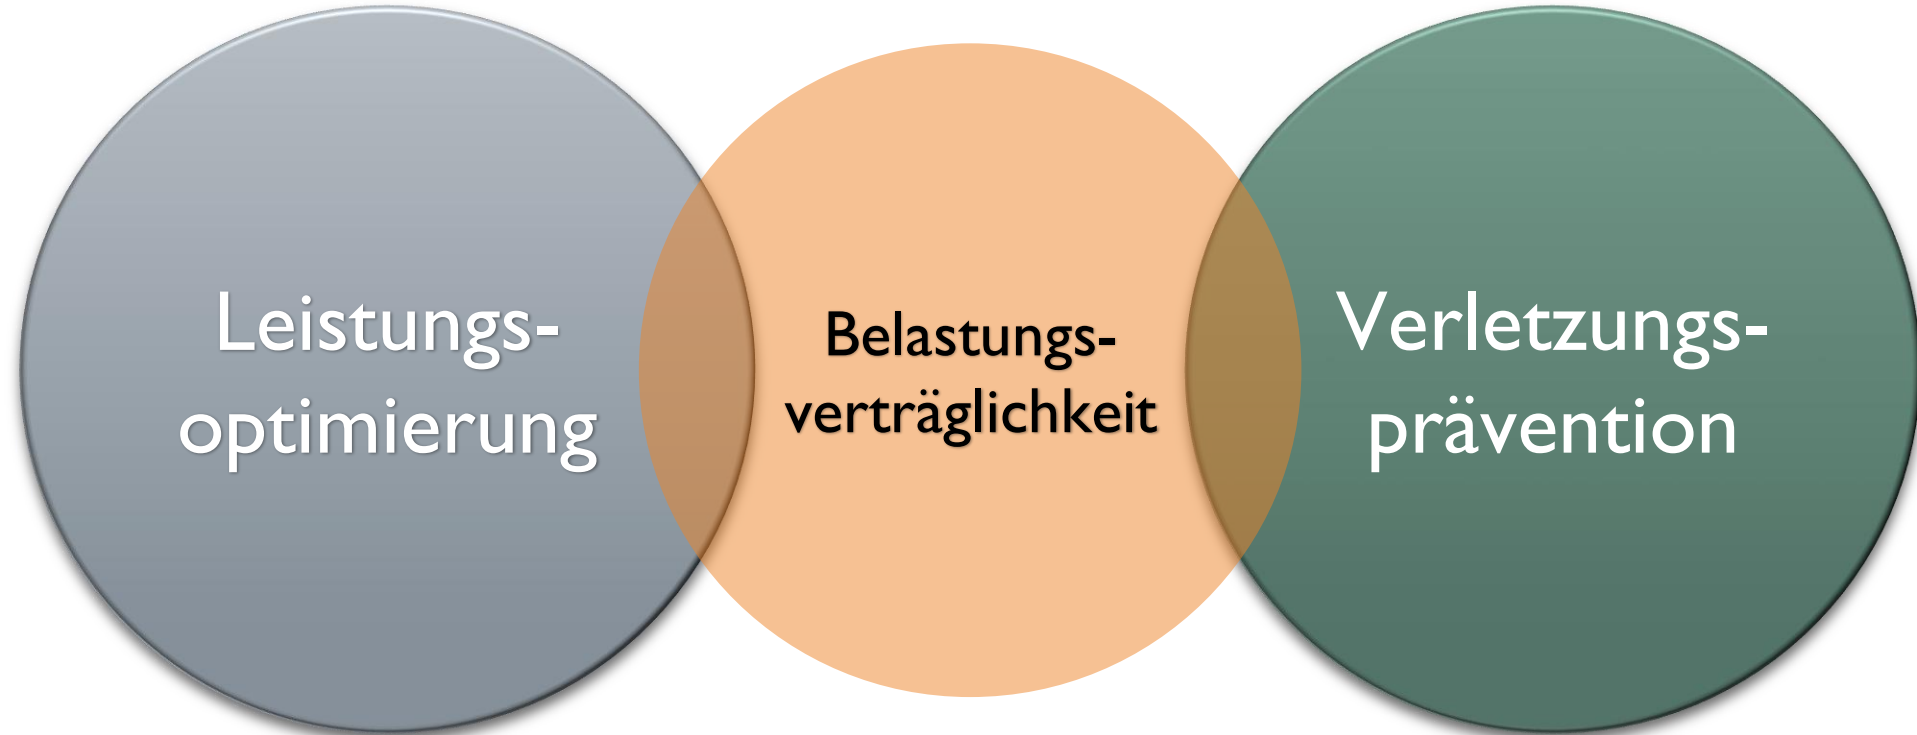 Leistungs-
optimierung
Belastungs-
verträglichkeit
Verletzungs-
prävention